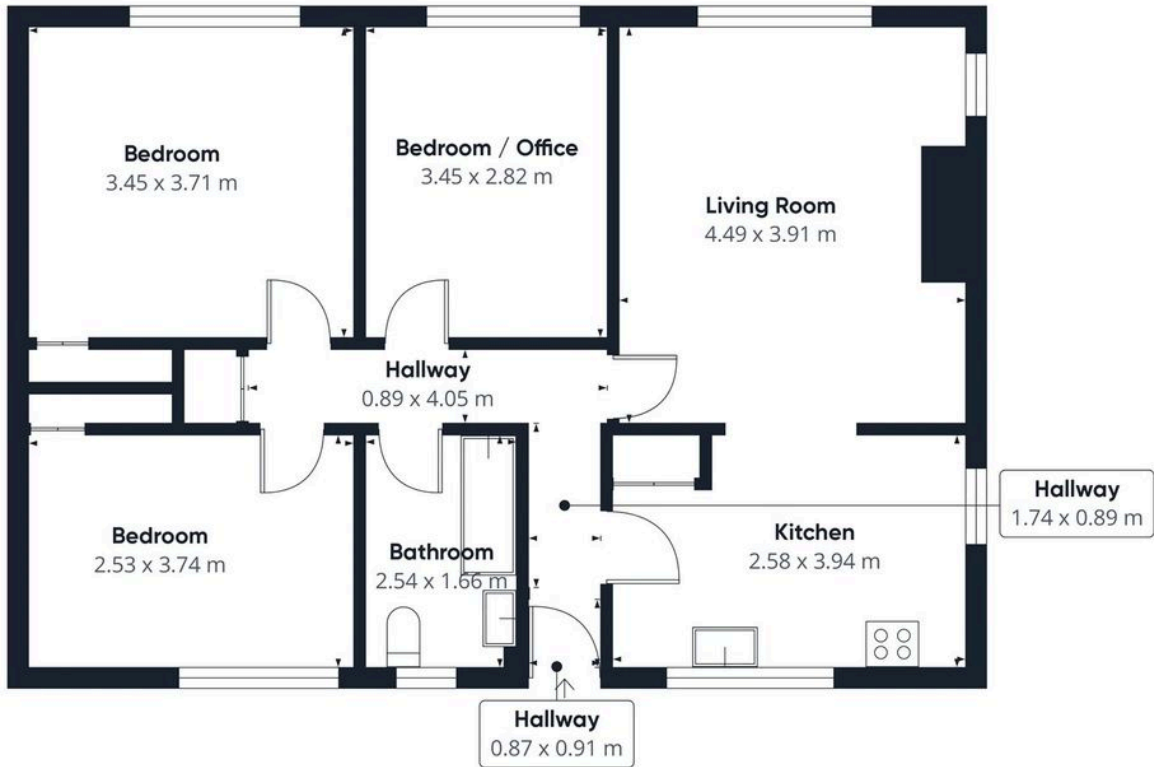 Bedroom
3.45 x 3.71 m
Bedroom / Office
3.45 x 2.82 m
Living Room
4.49 x 3.91 m
Hallway
0.89 x 4.05 m
Bedroom
2.53 x 3.74 m
Bathroom
2.54 x 1.66 m
Kitchen
2.58 x 3.94 m
Hallway
1.74 x 0.89 m
Hallway
0.87 x 0.91 m